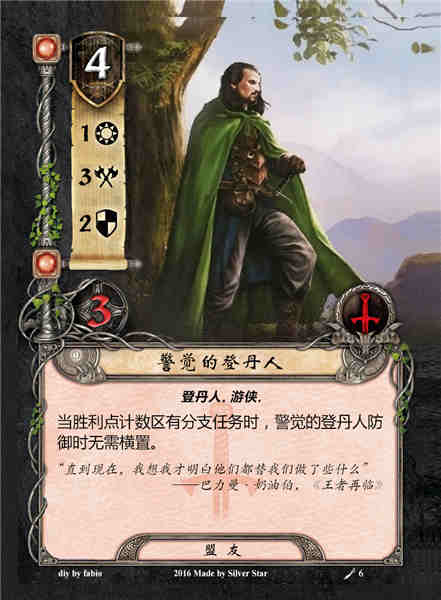 4
1
3
2
3
警觉的登丹人
登丹人. 游侠.
当胜利点计数区有分支任务时，警觉的登丹人防
御时无需横置。
“直到现在，我想我才明白他们都替我们做了些什么”
——巴力曼·奶油伯，《王者再临》
盟友
diy by fabio 2016 Made by Silver Star 6